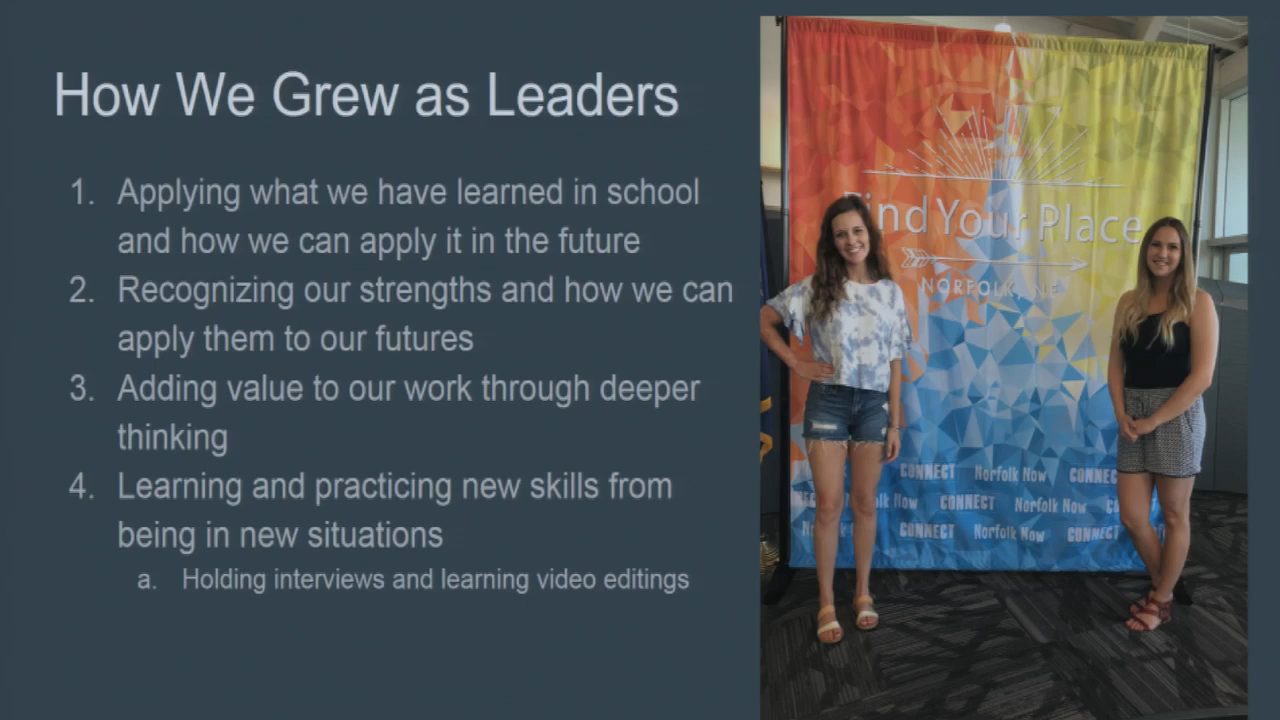 How We Grew as Leaders
1. Applying what we have learned in school
and how we can apply it in the future
2. Recognizing our strengths and how we can
apply them to our futures
3. Adding value to our work through deeper
thinking
4. Learning and practicing new skills from
being in new situations
a. Holding interviews and learning video editings
Find Your Place
NORFOLK, NE
CONNECT Norfolk Now CONNEC
Norfolk Now CONNECT Norfolk Now
CONNECT Norfolk Now CONNECT